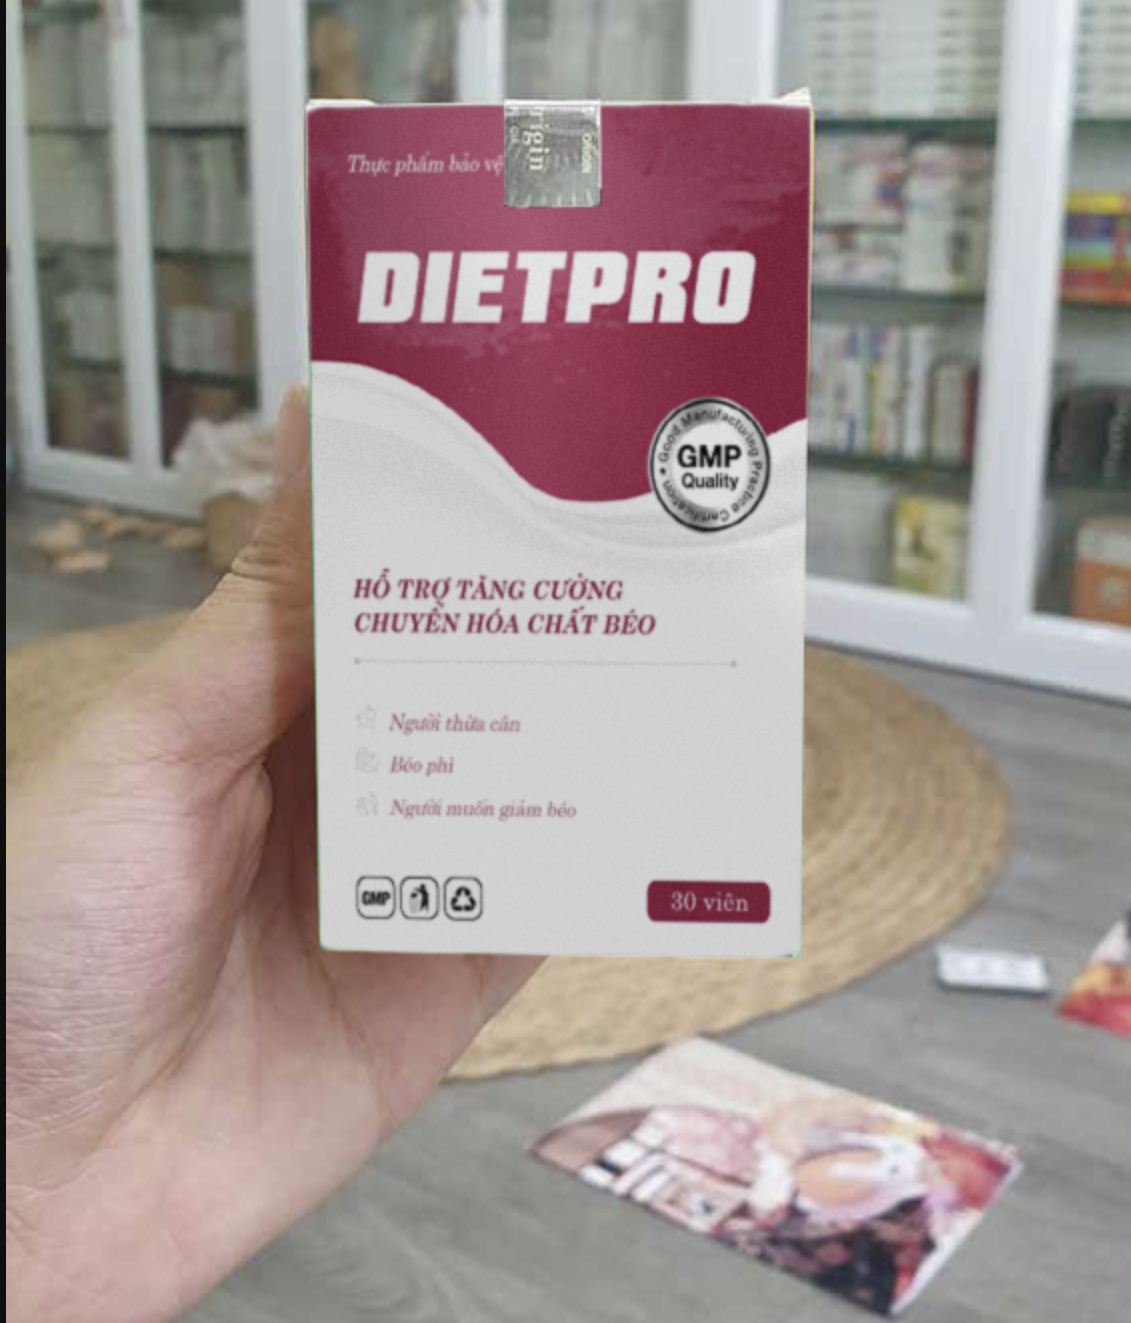 Thực phẩm bảo vệ
rigin
DIETPRO
Good Manufacturing Practice Certification
GMP
Quality
HỖ TRỢ TĂNG CƯỜNG
CHUYỂN HÓA CHẤT BÉO
Người thừa cân
Béo phì
Người muốn giảm béo
GMP
30 viên